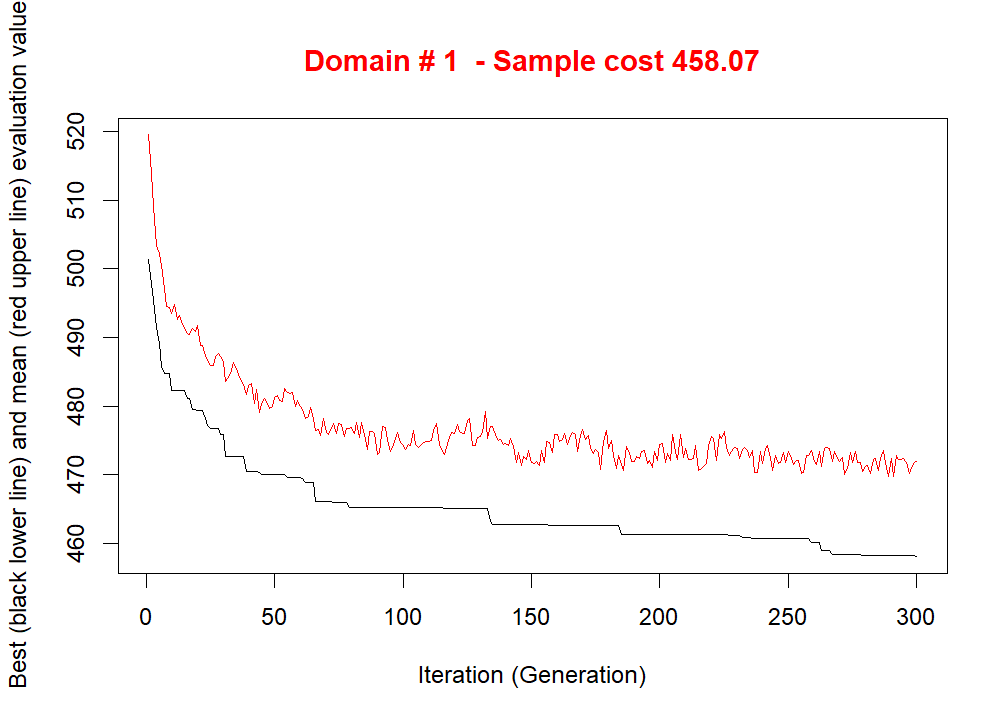 Domain # 1  - Sample cost 458.07
Best (black lower line) and mean (red upper line) evaluation value
520
510
500
490
480
470
460
0 50 100 150 200 250 300
Iteration (Generation)